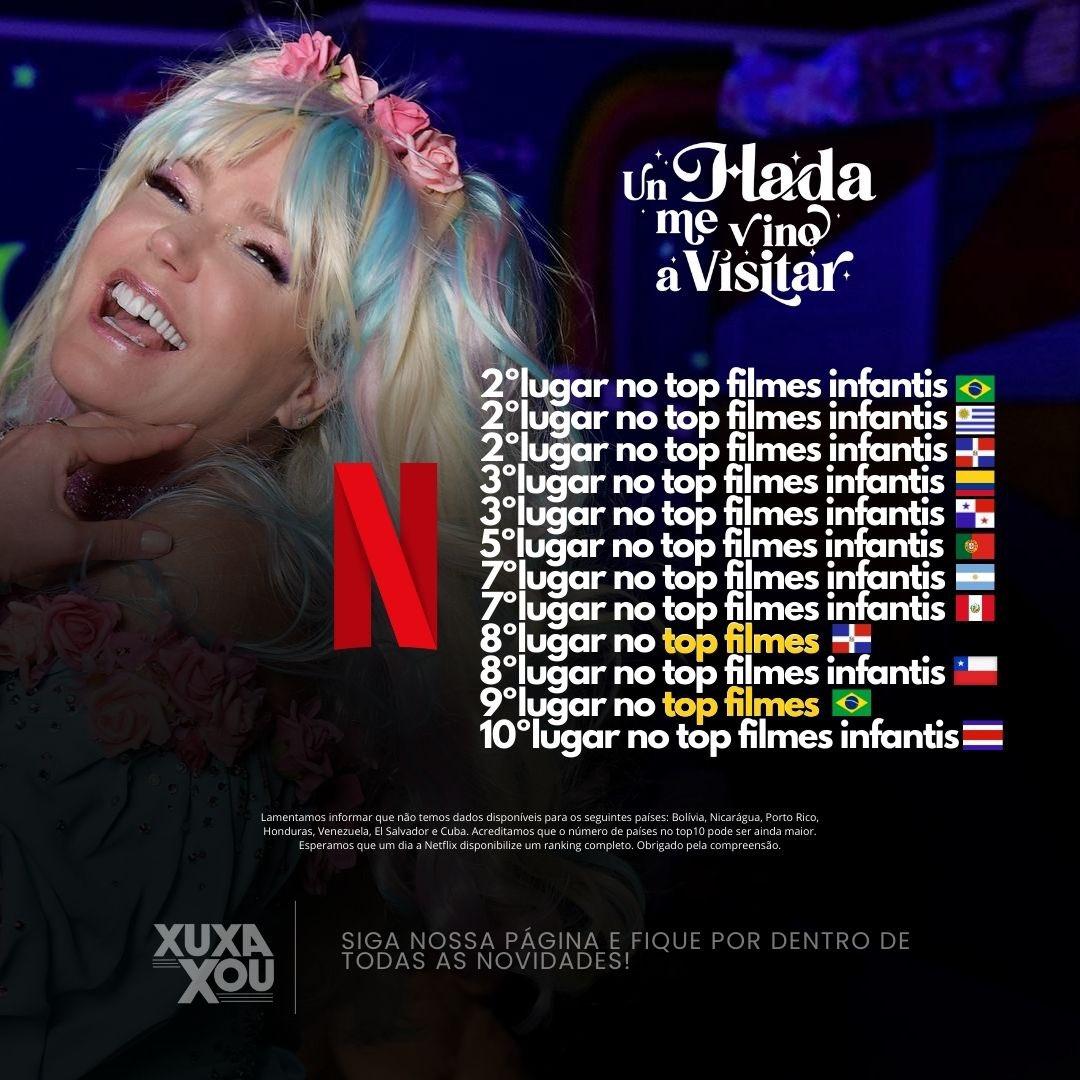 Un Hada
me Vino
a Visitar
2°lugar no top filmes infantis
2°lugar no top filmes infantis
2°lugar no top filmes infantis
3°lugar no top filmes infantis
3°lugar no top filmes infantis
5°lugar no top filmes infantis
7°lugar no top filmes infantis
7°lugar no top filmes infantis
8°lugar no top filmes
8°lugar no top filmes infantis
9°lugar no top filmes
10°lugar no top filmes infantis
N
Lamentamos informar que não temos dados disponíveis para os seguintes países: Bolívia, Nicarágua, Porto Rico,
Honduras, Venezuela, El Salvador e Cuba. Acreditamos que o número de países no top10 pode ser ainda maior.
Esperamos que um dia a Netflix disponibilize um ranking completo. Obrigado pela compreensão.
XUXA
XOU
SIGA NOSSA PÁGINA E FIQUE POR DENTRO DE
TODAS AS NOVIDADES!